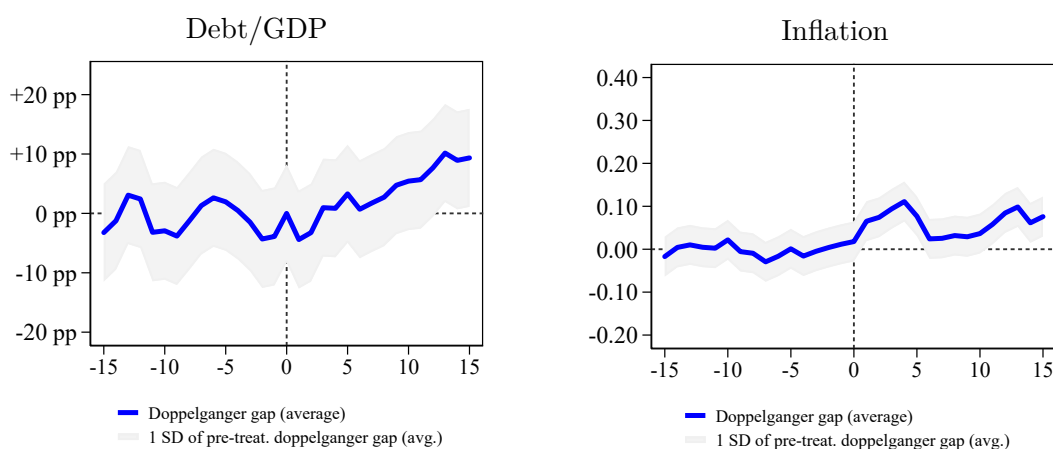 Debt/GDP
+20 pp
+10 pp
0 pp
-10 pp
-20 pp
-15 -10 -5 0 5 10 15
Doppelganger gap (average)
1 SD of pre-treat. doppelganger gap (avg.)
Inflation
0.40
0.30
0.20
0.10
0.00
-0.10
-0.20
-15 -10 -5 0 5 10 15
Doppelganger gap (average)
1 SD of pre-treat. doppelganger gap (avg.)